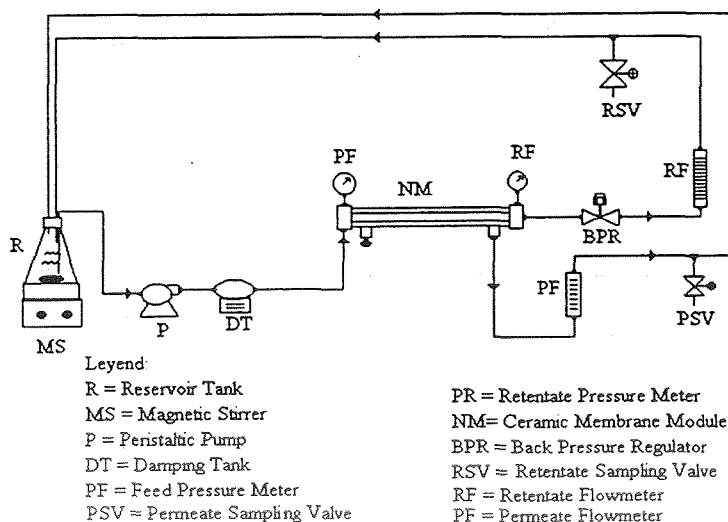 RSV
PF
RF
NM
RF
R
BPR
PF
P
DT
PSV
MS
Leyend:
R = Reservoir Tank
MS = Magnetic Stirrer
P = Peristaltic Pump
DT = Damping Tank
PF = Feed Pressure Meter
PSV = Permeate Sampling Valve
PR = Retentate Pressure Meter
NM= Ceramic Membrane Module
BPR = Back Pressure Regulator
RSV = Retentate Sampling Valve
RF = Retentate Flowmeter
PF = Permeate Flowmeter